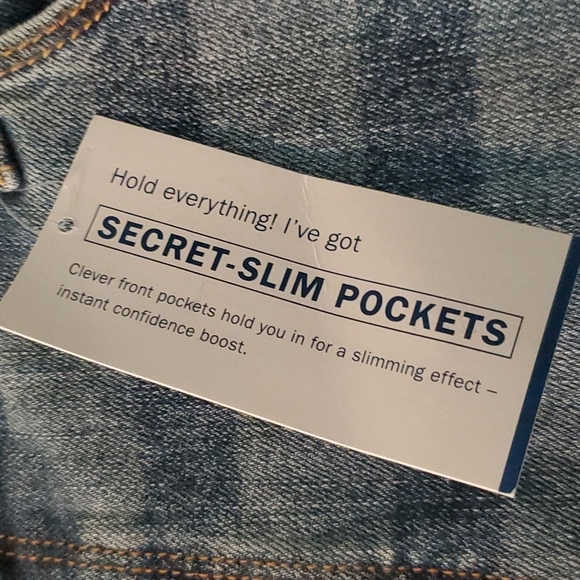 Hold everything! I've got
SECRET-SLIM POCKETS
Clever front pockets hold you in for a slimming effect –
instant confidence boost.